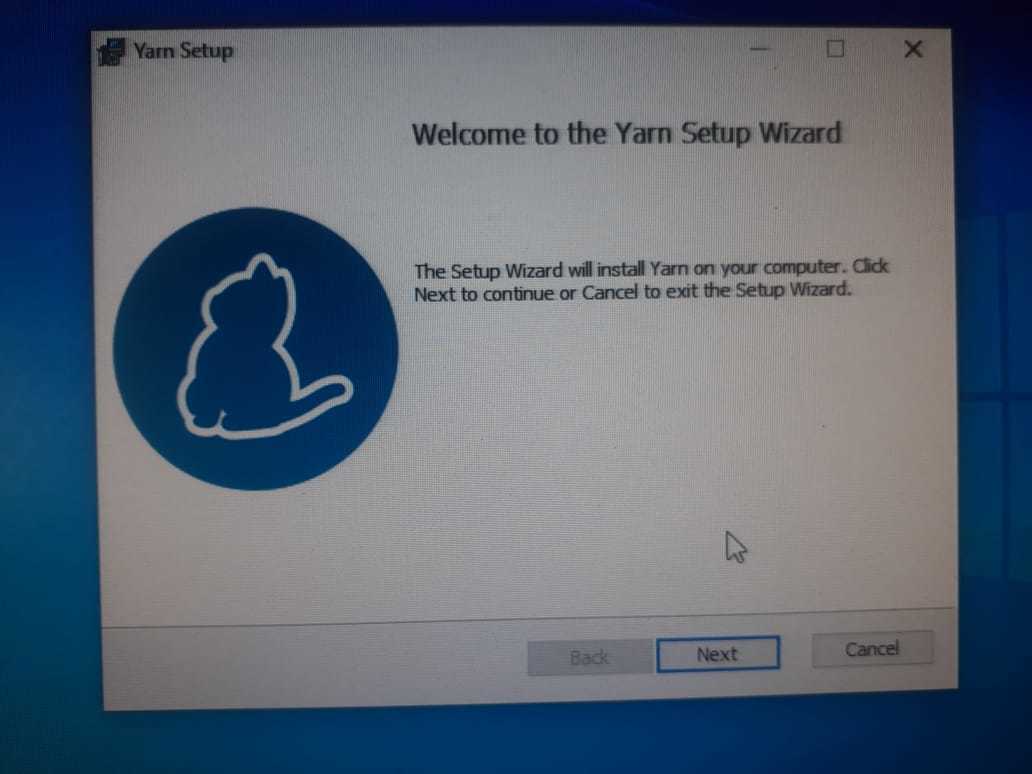 Yarn Setup
Welcome to the Yarn Setup Wizard
The Setup Wizard will install Yarn on your computer. Click
Next to continue or Cancel to exit the Setup Wizard.
Back
Next
Cancel